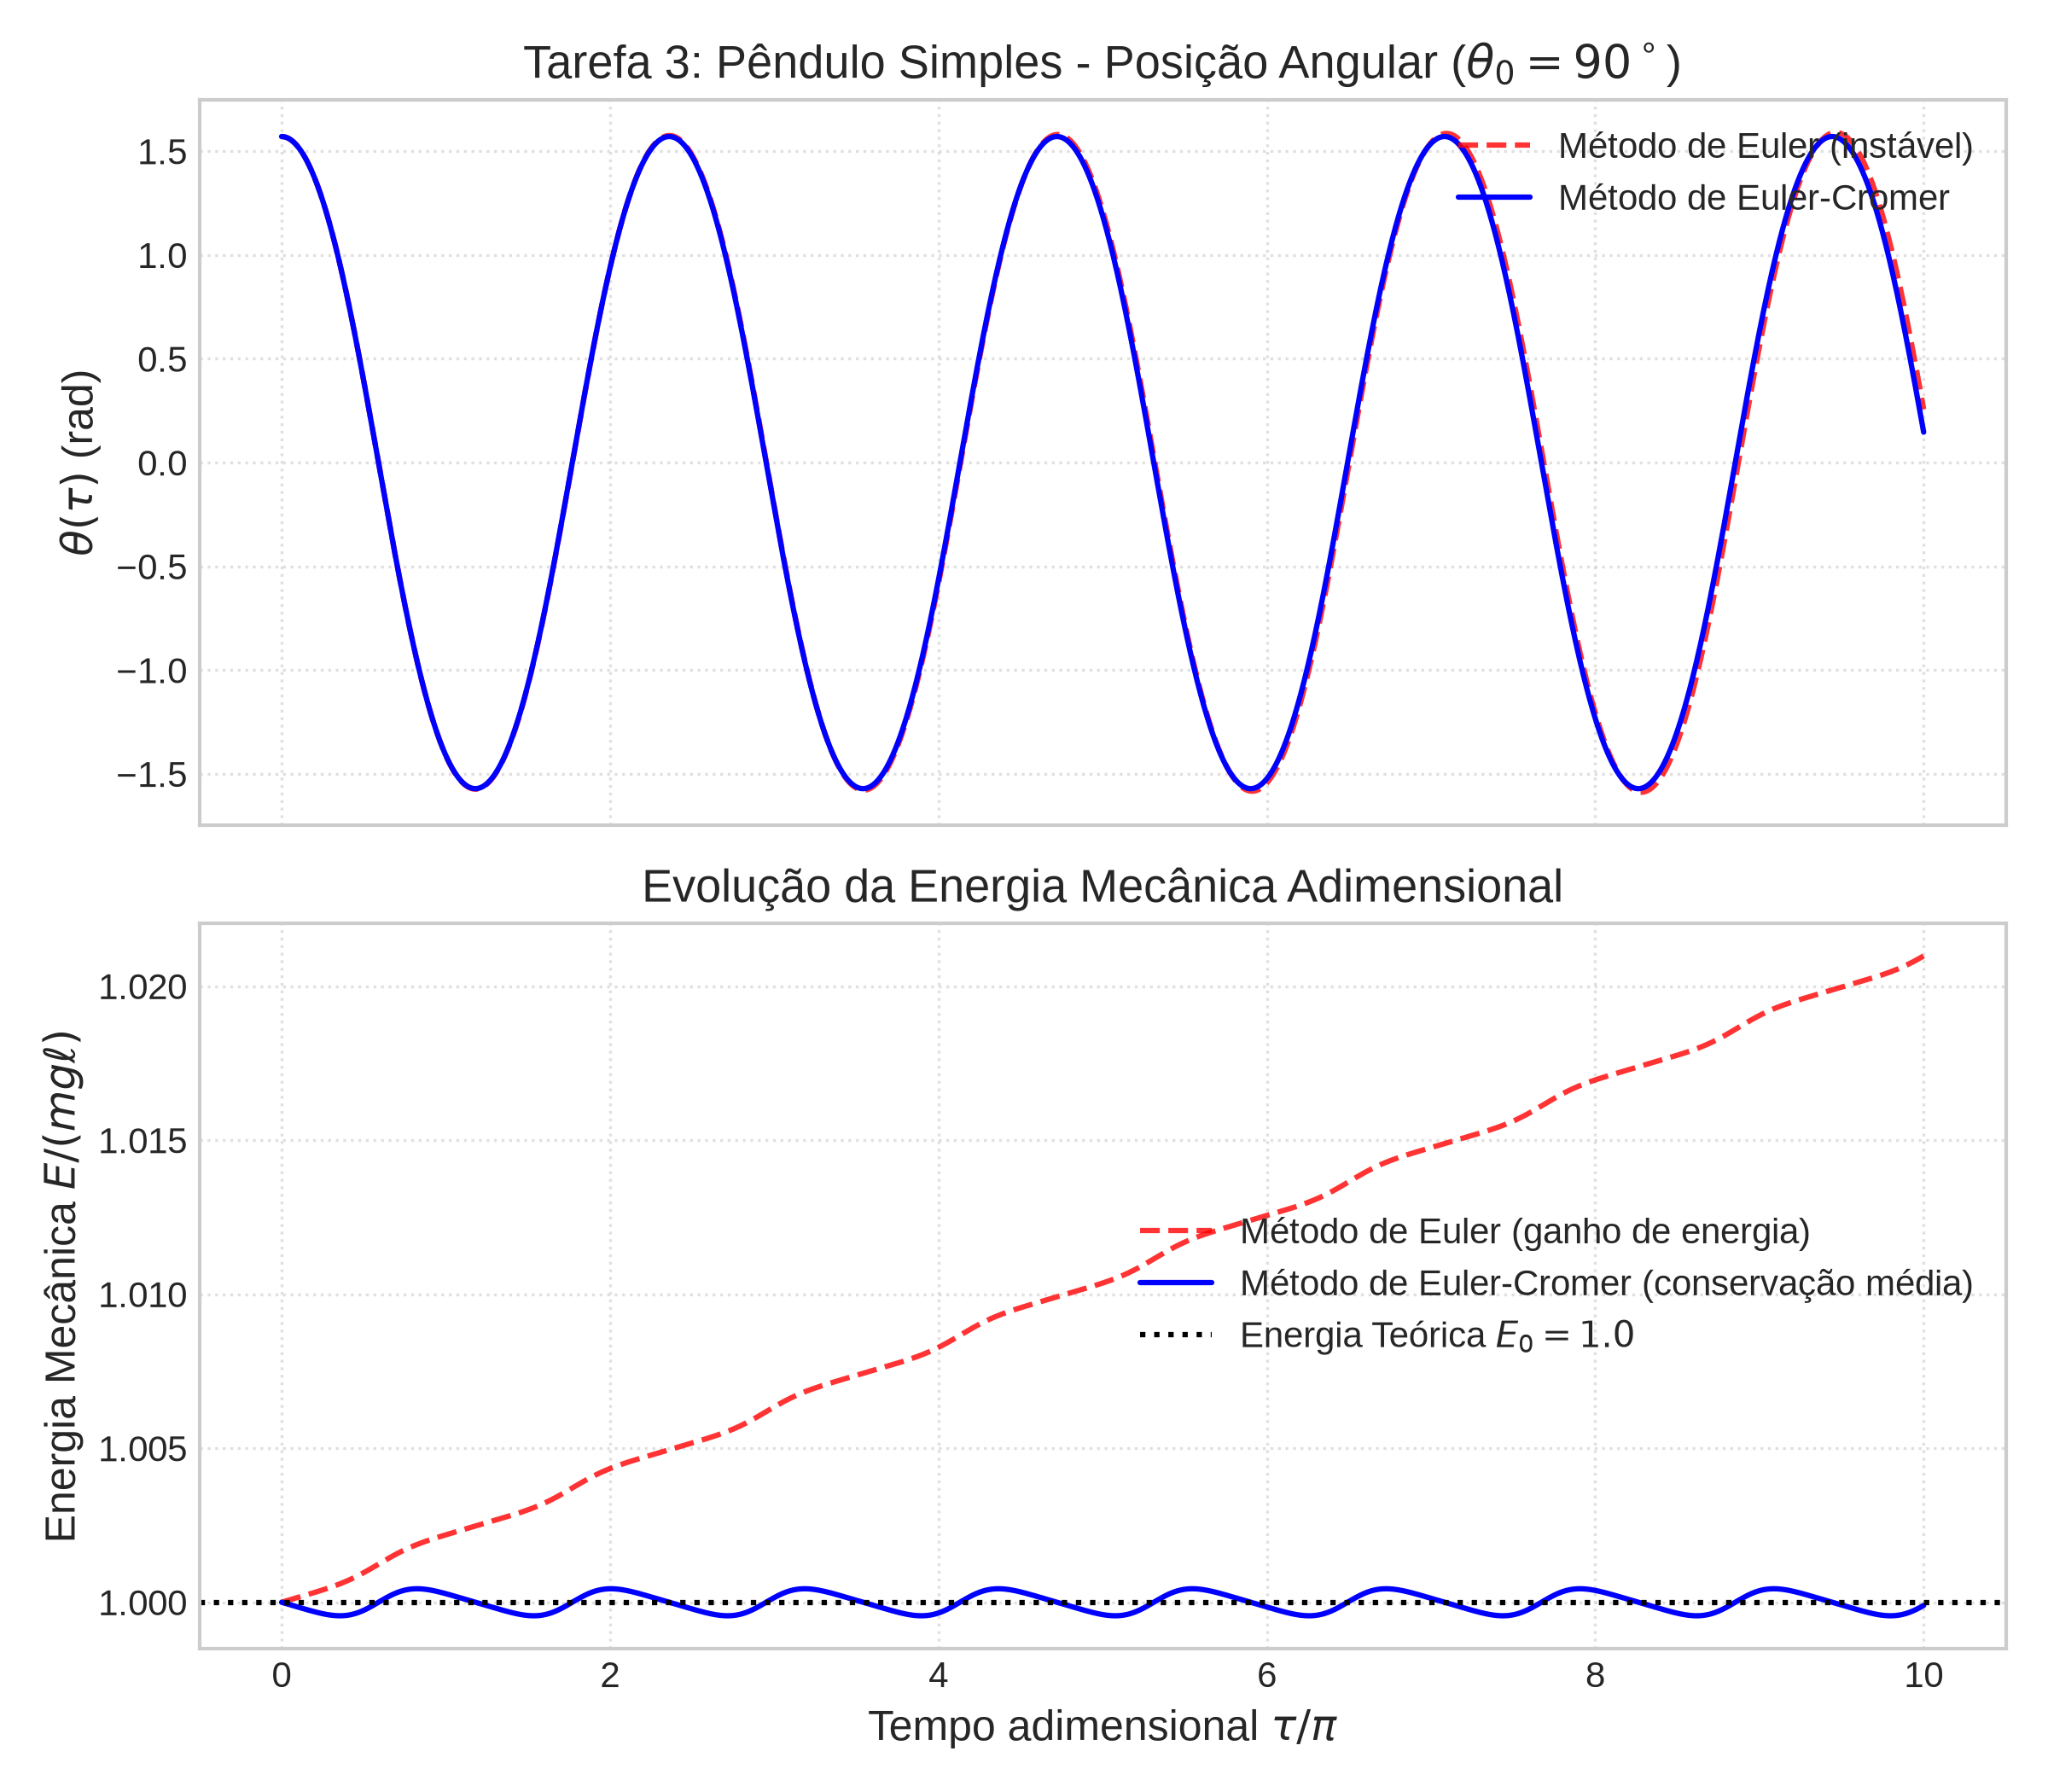 Tarefa 3: Pêndulo Simples - Posição Angular (θ₀ = 90°)
1.5
1.0
0.5
0.0
−0.5
−1.0
−1.5
θ(τ) (rad)
Método de Euler (instável)
Método de Euler-Cromer
Evolução da Energia Mecânica Adimensional
1.020
1.015
1.010
1.005
1.000
Energia Mecânica E/(mgℓ)
Método de Euler (ganho de energia)
Método de Euler-Cromer (conservação média)
Energia Teórica E₀ = 1.0
0 2 4 6 8 10
Tempo adimensional τ/π